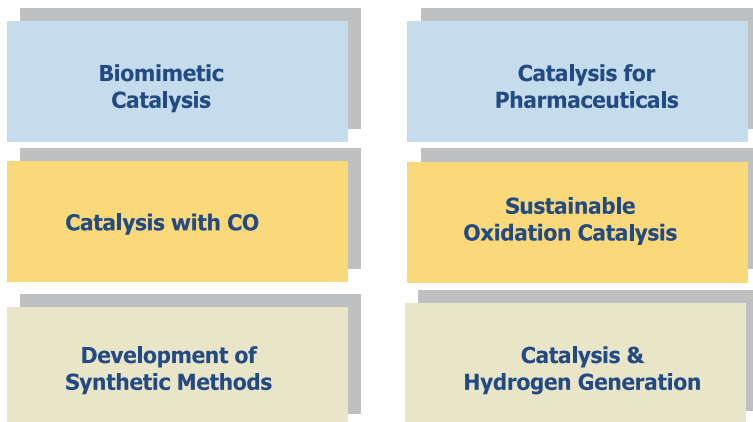 Biomimetic
Catalysis
Catalysis for
Pharmaceuticals
Catalysis with CO
Sustainable
Oxidation Catalysis
Development of
Synthetic Methods
Catalysis &
Hydrogen Generation